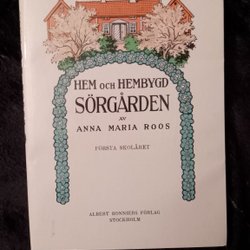 HEM OCH HEMBYGD
SÖRGÅRDEN
AV
ANNA MARIA ROOS
FÖRSTA SKOLÅRET
ALBERT BONNIERS FÖRLAG
STOCKHOLM